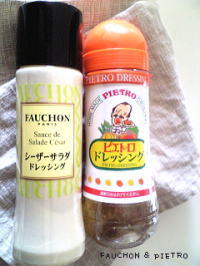 FAUCHON
PARIS
Sauce de
Salade César
シーザーサラダ
ドレッシング
PIETRO DRESSING
PIETRO
ピエトロ
ドレッシング
FAUCHON & PIETRO